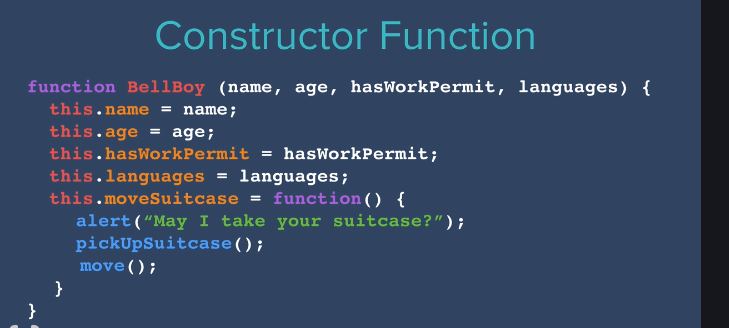 Constructor Function
function BellBoy (name, age, hasWorkPermit, languages) {
this.name = name;
this.age = age;
this.hasWorkPermit = hasWorkPermit;
this.languages = languages;
this.moveSuitcase = function() {
alert(“May I take your suitcase?”);
pickUpSuitcase();
move();
}
}